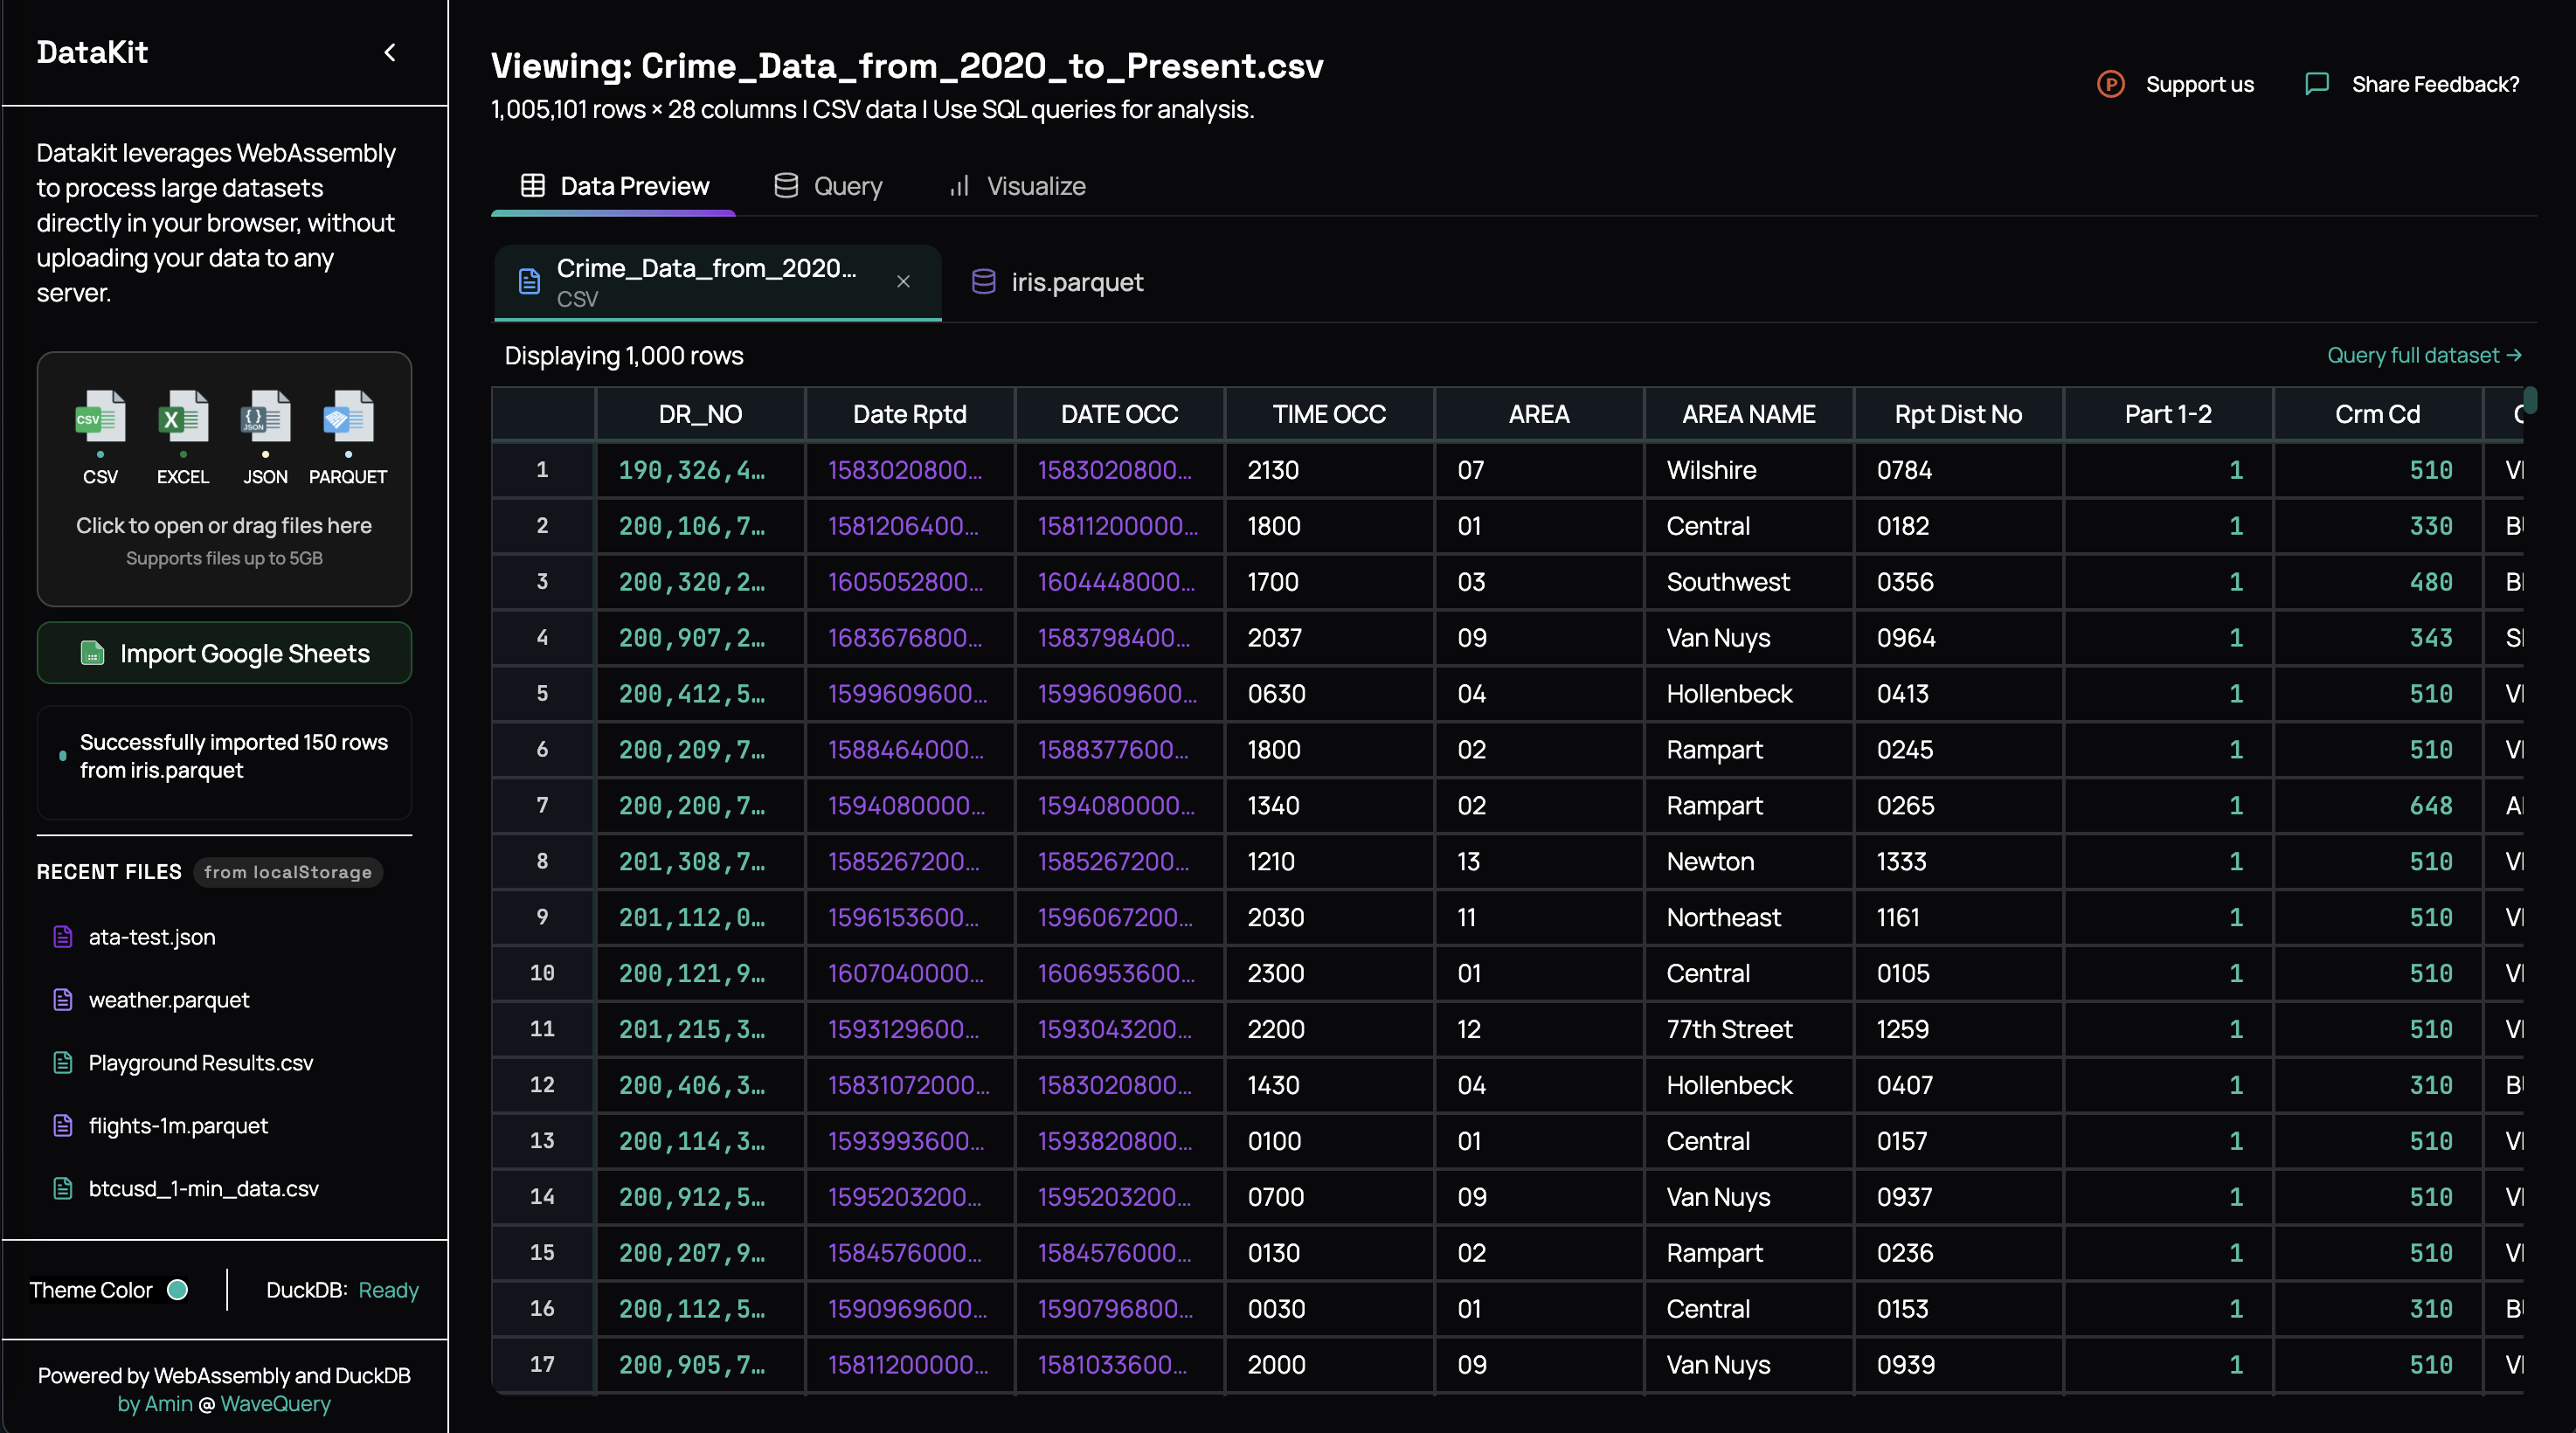 DataKit
Datakit leverages WebAssembly
to process large datasets
directly in your browser, without
uploading your data to any
server.
CSV
X
{ }
JSON
CSV
EXCEL
JSON
PARQUET
Click to open or drag files here
Supports files up to 5GB
Import Google Sheets
Successfully imported 150 rows
from iris.parquet
RECENT FILES from localStorage
ata-test.json
weather.parquet
Playground Results.csv
flights-1m.parquet
btcusd_1-min_data.csv
Theme Color
DuckDB: Ready
Powered by WebAssembly and DuckDB
by Amin @ WaveQuery
Viewing: Crime_Data_from_2020_to_Present.csv
1,005,101 rows × 28 columns | CSV data | Use SQL queries for analysis.
P Support us
Share Feedback?
Data Preview Query Visualize
Crime_Data_from_2020...
CSV
iris.parquet
Displaying 1,000 rows
Query full dataset →
DR_NO Date Rptd DATE OCC TIME OCC AREA AREA NAME Rpt Dist No Part 1-2 Crm Cd
1 190,326,4... 1583020800... 1583020800... 2130 07 Wilshire 0784 1 510
2 200,106,7... 1581206400... 15811200000... 1800 01 Central 0182 1 330
3 200,320,2... 1605052800... 1604448000... 1700 03 Southwest 0356 1 480
4 200,907,2... 1683676800... 1583798400... 2037 09 Van Nuys 0964 1 343
5 200,412,5... 1599609600... 1599609600... 0630 04 Hollenbeck 0413 1 510
6 200,209,7... 1588464000... 1588377600... 1800 02 Rampart 0245 1 510
7 200,200,7... 1594080000... 1594080000... 1340 02 Rampart 0265 1 648
8 201,308,7... 1585267200... 1585267200... 1210 13 Newton 1333 1 510
9 201,112,0... 1596153600... 1596067200... 2030 11 Northeast 1161 1 510
10 200,121,9... 1607040000... 1606953600... 2300 01 Central 0105 1 510
11 201,215,3... 1593129600... 1593043200... 2200 12 77th Street 1259 1 510
12 200,406,3... 15831072000... 1583020800... 1430 04 Hollenbeck 0407 1 310
13 200,114,3... 1593993600... 1593820800... 0100 01 Central 0157 1 510
14 200,912,5... 1595203200... 1595203200... 0700 09 Van Nuys 0937 1 510
15 200,207,9... 1584576000... 1584576000... 0130 02 Rampart 0236 1 510
16 200,112,5... 1590969600... 1590796800... 0030 01 Central 0153 1 310
17 200,905,7... 15811200000... 1581033600... 2000 09 Van Nuys 0939 1 510